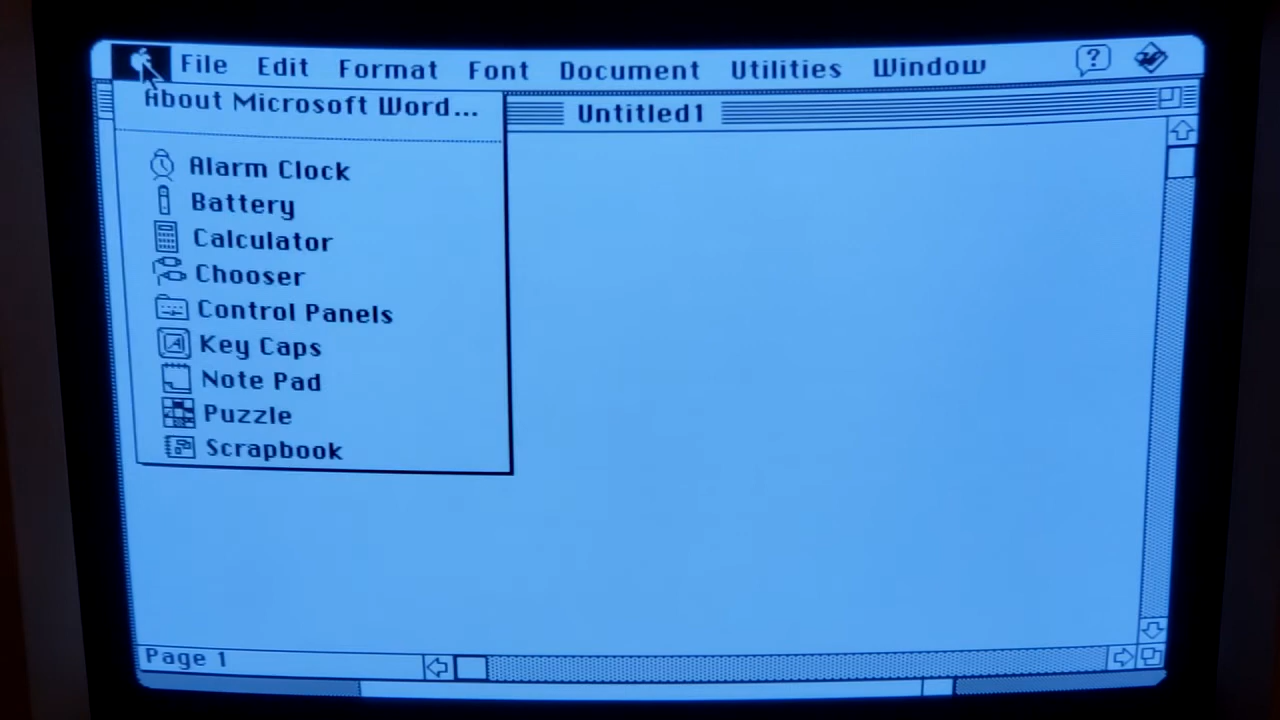 File Edit Format Font Document Utilities Window
About Microsoft Word...
Untitled1
Alarm Clock
Battery
Calculator
Chooser
Control Panels
Key Caps
Note Pad
Puzzle
Scrapbook
Page 1